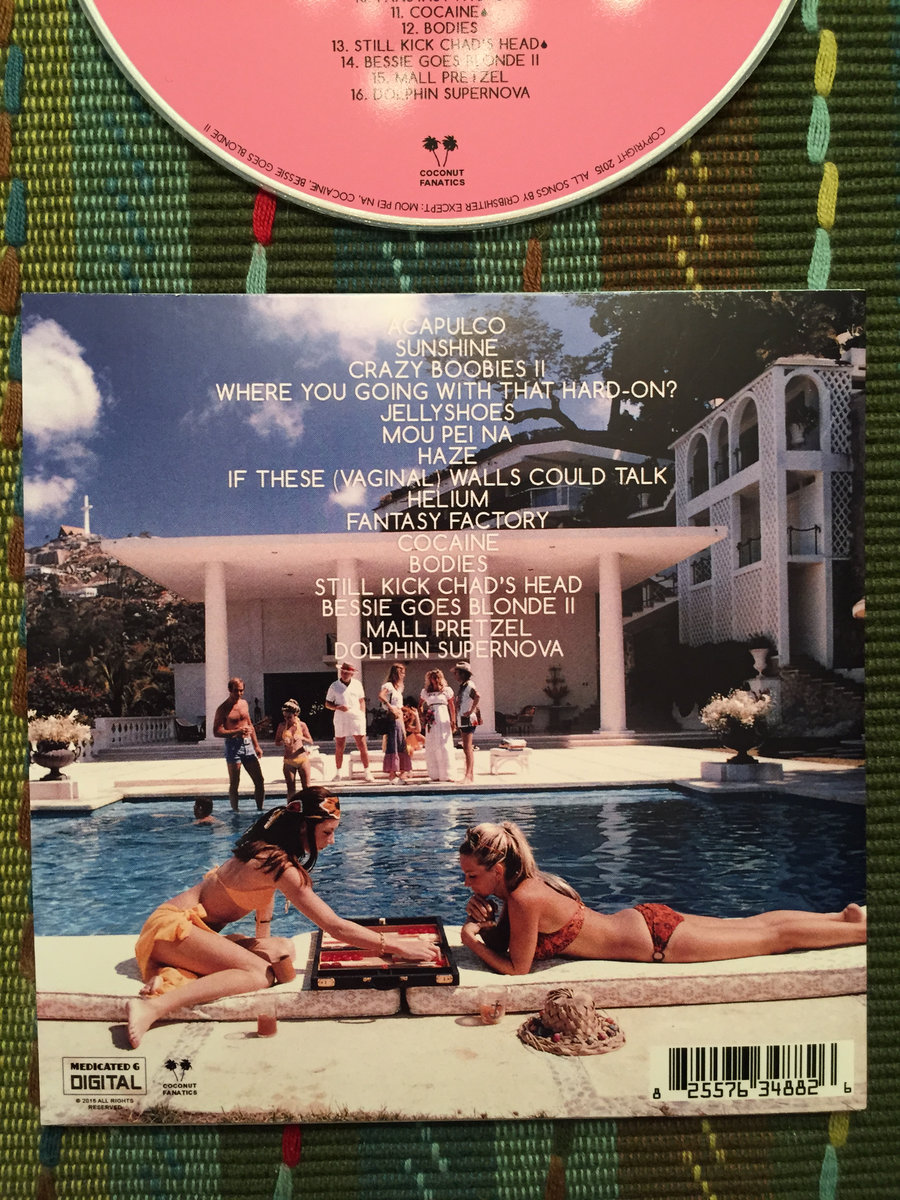 11. COCAINE
12. BODIES
13. STILL KICK CHAD'S HEAD
14. BESSIE GOES BLONDE II
15. MALL PRETZEL
16. DOLPHIN SUPERNOVA
COCONUT
FANATICS
COPYRIGHT 2015 ALL SONGS BY CRIBSHITER EXCEPT: MOU PEI NA, COCAINE, BESSIE GOES BLONDE II
ACAPULCO
SUNSHINE
CRAZY BOOBIES II
WHERE YOU GOING WITH THAT HARD-ON?
JELLYSHOES
MOU PEI NA
HAZE
IF THESE (VAGINAL) WALLS COULD TALK
HELIUM
FANTASY FACTORY
COCAINE
BODIES
STILL KICK CHAD'S HEAD
BESSIE GOES BLONDE II
MALL PRETZEL
DOLPHIN SUPERNOVA
MEDICATED 6
DIGITAL
© 2015 ALL RIGHTS
RESERVED
COCONUT
FANATICS
8 25576 34882 6